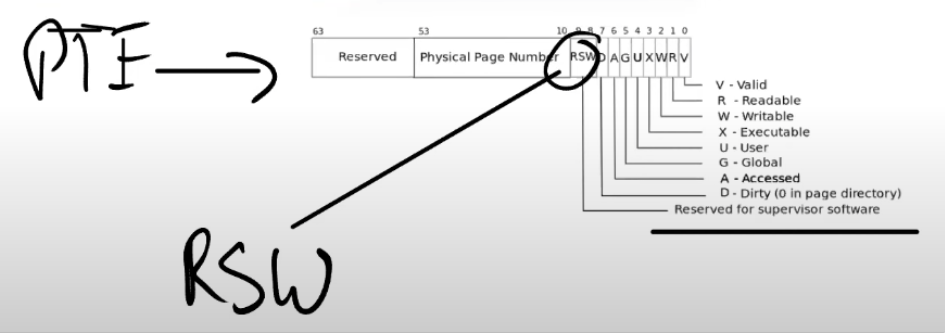 PTE
63 53 10 9 8 7 6 5 4 3 2 1 0
Reserved Physical Page Number RSW D A G U X W R V
V - Valid
R - Readable
W - Writable
X - Executable
U - User
G - Global
A - Accessed
D - Dirty (0 in page directory)
Reserved for supervisor software
RSW